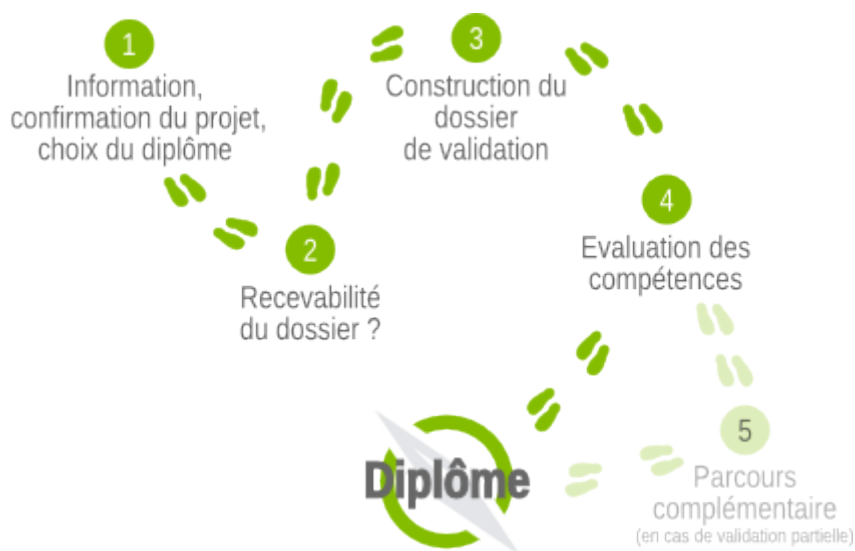 1
Information,
confirmation du projet,
choix du diplôme
2
Recevabilité
du dossier ?
3
Construction du
dossier
de validation
4
Evaluation des
compétences
5
Parcours
complémentaire
(en cas de validation partielle)
Diplôme